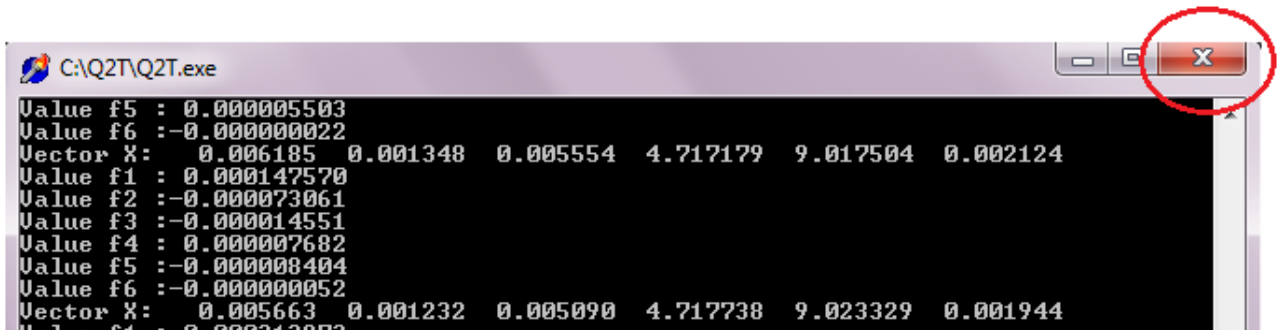 C:\Q2T\Q2T.exe
Value f5 : 0.000005503
Value f6 :-0.000000022
Vector X:   0.006185  0.001348  0.005554  4.717179  9.017504  0.002124
Value f1 : 0.000147570
Value f2 :-0.000073061
Value f3 :-0.000014551
Value f4 : 0.000007682
Value f5 :-0.000008404
Value f6 :-0.000000052
Vector X:   0.005663  0.001232  0.005090  4.717738  9.023329  0.001944